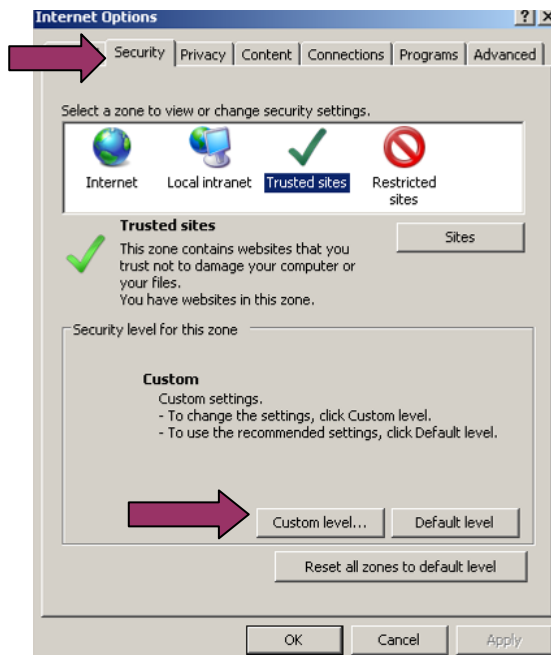 Internet Options
Security Privacy Content Connections Programs Advanced
Select a zone to view or change security settings.
Internet Local intranet Trusted sites Restricted
sites
Trusted sites
Sites
This zone contains websites that you
trust not to damage your computer or
your files.
You have websites in this zone.
Security level for this zone
Custom
Custom settings.
- To change the settings, click Custom level.
- To use the recommended settings, click Default level.
Custom level... Default level
Reset all zones to default level
OK Cancel Apply